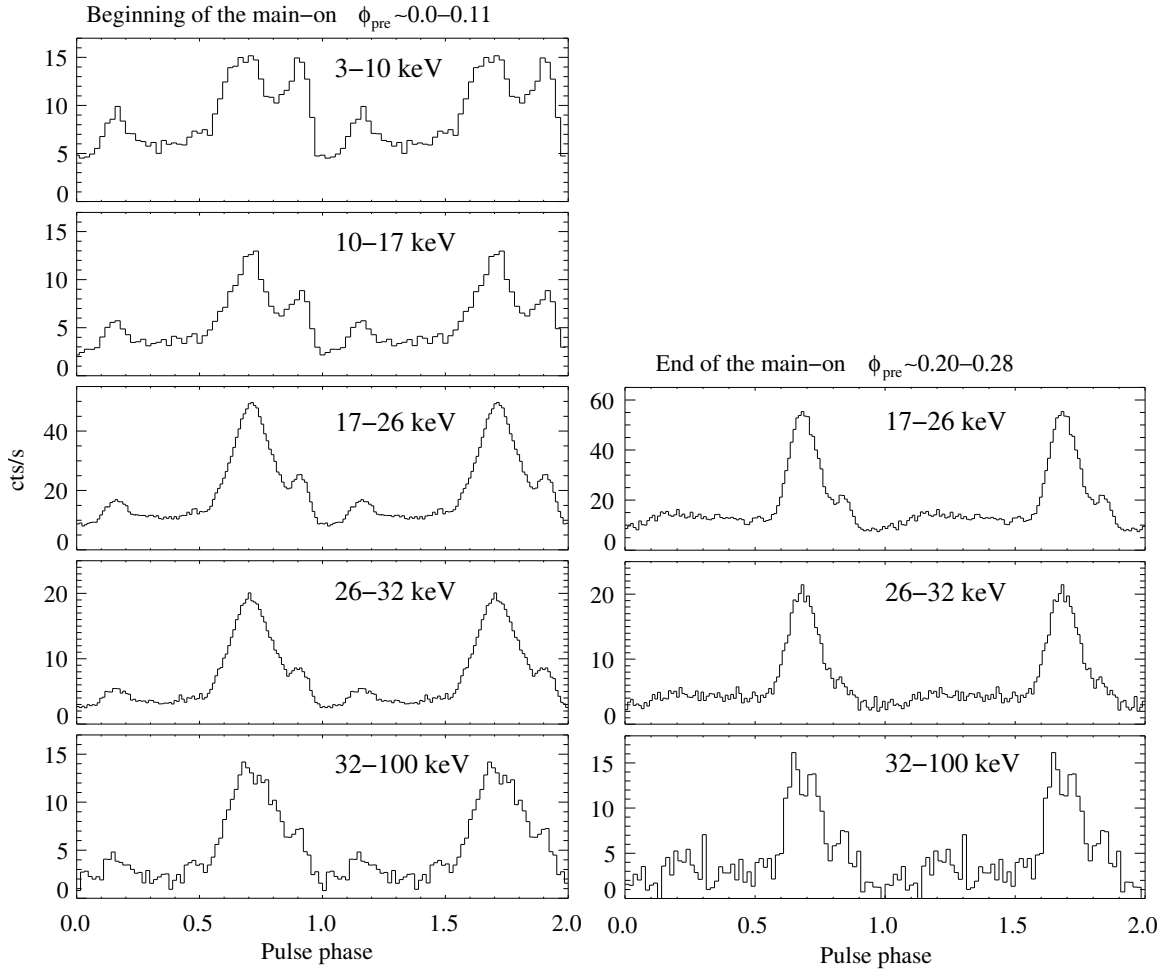 Beginning of the main−on ϕpre~0.0−0.11
15
10
5
0
3−10 keV
15
10
5
0
10−17 keV
End of the main−on ϕpre~0.20−0.28
cts/s
40
20
0
17−26 keV
60
40
20
0
17−26 keV
20
10
0
26−32 keV
20
10
0
26−32 keV
15
10
5
0
32−100 keV
15
10
5
0
32−100 keV
0.0 0.5 1.0 1.5 2.0
Pulse phase
0.0 0.5 1.0 1.5 2.0
Pulse phase